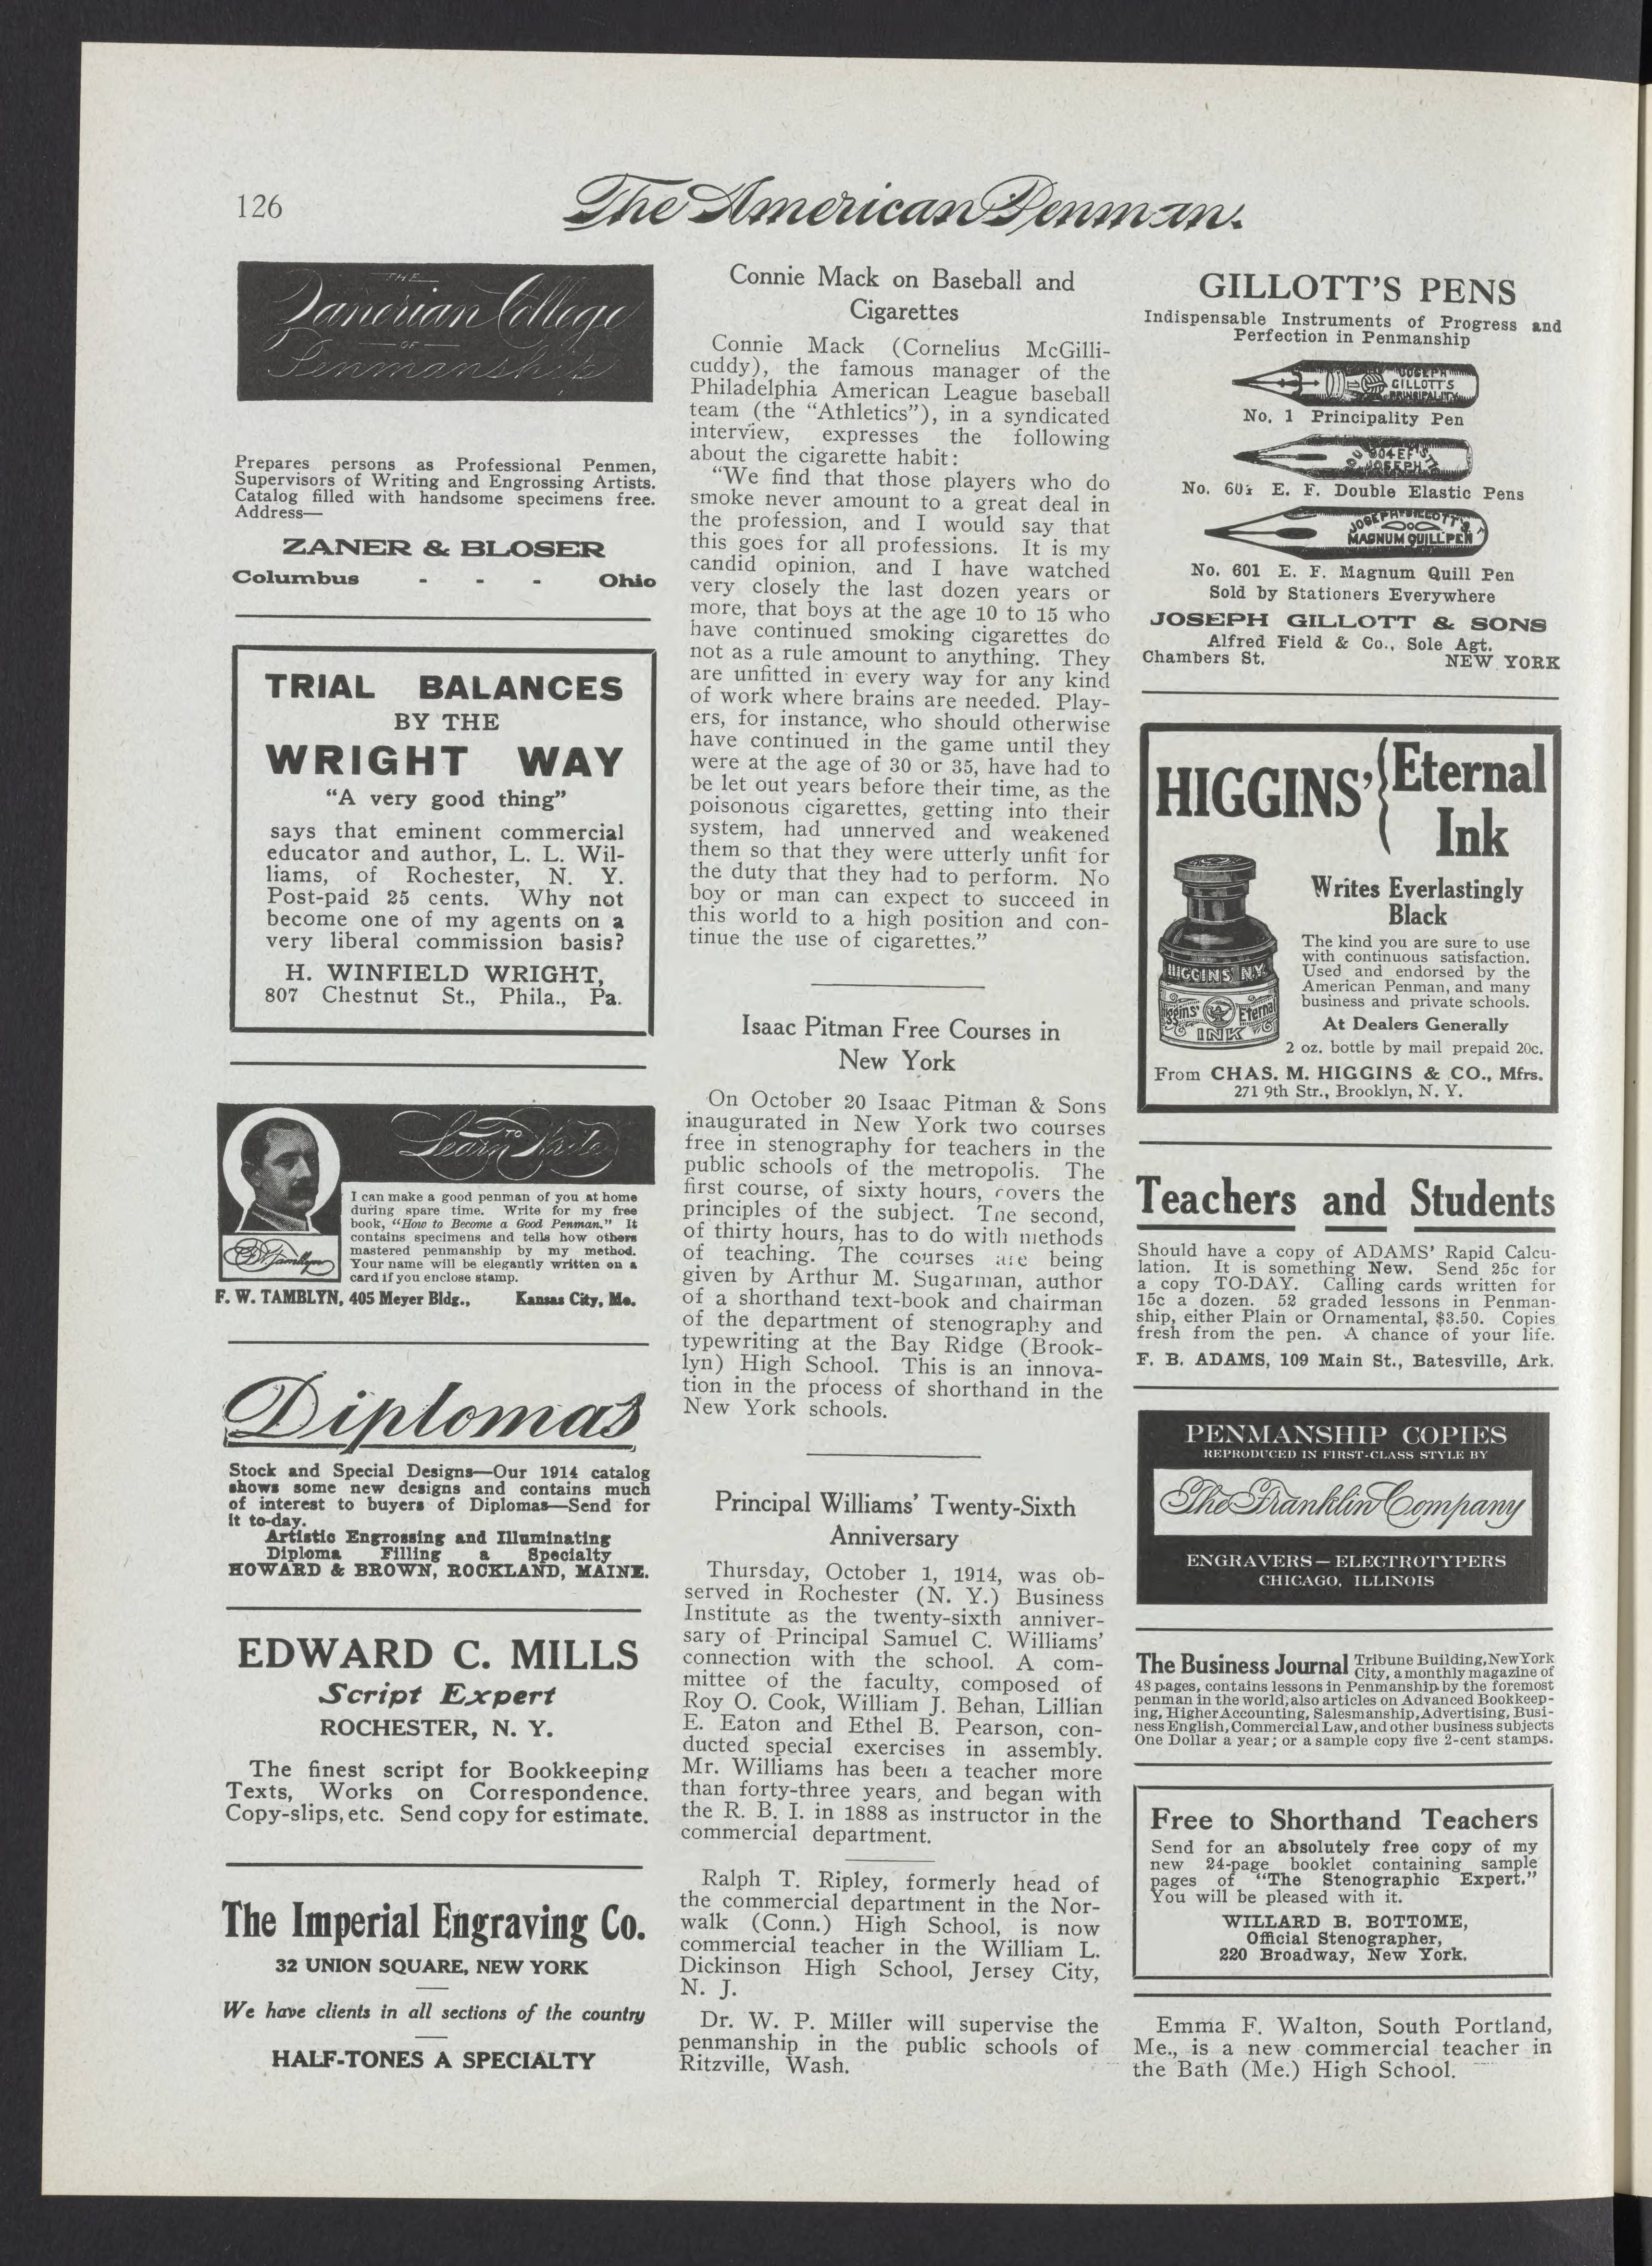 126
The American Penman.
THE
Zanerian College
OF
Penmanship
Prepares persons as Professional Penmen,
Supervisors of Writing and Engrossing Artists.
Catalog filled with handsome specimens free.
Address—
ZANER & BLOSER
Columbus - - - Ohio
TRIAL BALANCES
BY THE
WRIGHT WAY
"A very good thing"
says that eminent commercial
educator and author, L. L. Wil-
liams, of Rochester, N. Y.
Post-paid 25 cents. Why not
become one of my agents on a
very liberal commission basis?
H. WINFIELD WRIGHT,
807 Chestnut St., Phila., Pa.
Learn TO Write
I can make a good penman of you at home
during spare time. Write for my free
book, "How to Become a Good Penman." It
contains specimens and tells how others
mastered penmanship by my method.
Your name will be elegantly written on a
card if you enclose stamp.
F. W. Tamblyn
F. W. TAMBLYN, 405 Meyer Bldg., Kansas City, Mo.
Diplomas
Stock and Special Designs—Our 1914 catalog
shows some new designs and contains much
of interest to buyers of Diplomas—Send for
it to-day.
Artistic Engrossing and Illuminating
Diploma Filling a Specialty
HOWARD & BROWN, ROCKLAND, MAINE.
EDWARD C. MILLS
Script Expert
ROCHESTER, N. Y.
The finest script for Bookkeeping
Texts, Works on Correspondence.
Copy-slips, etc. Send copy for estimate.
The Imperial Engraving Co.
32 UNION SQUARE, NEW YORK
We have clients in all sections of the country
HALF-TONES A SPECIALTY
Connie Mack on Baseball and
Cigarettes
Connie Mack (Cornelius McGilli-
cuddy), the famous manager of the
Philadelphia American League baseball
team (the "Athletics"), in a syndicated
interview, expresses the following
about the cigarette habit:
"We find that those players who do
smoke never amount to a great deal in
the profession, and I would say that
this goes for all professions. It is my
candid opinion, and I have watched
very closely the last dozen years or
more, that boys at the age 10 to 15 who
have continued smoking cigarettes do
not as a rule amount to anything. They
are unfitted in every way for any kind
of work where brains are needed. Play-
ers, for instance, who should otherwise
have continued in the game until they
were at the age of 30 or 35, have had to
be let out years before their time, as the
poisonous cigarettes, getting into their
system, had unnerved and weakened
them so that they were utterly unfit for
the duty that they had to perform. No
boy or man can expect to succeed in
this world to a high position and con-
tinue the use of cigarettes."
Isaac Pitman Free Courses in
New York
On October 20 Isaac Pitman & Sons
inaugurated in New York two courses
free in stenography for teachers in the
public schools of the metropolis. The
first course, of sixty hours, covers the
principles of the subject. The second,
of thirty hours, has to do with methods
of teaching. The courses are being
given by Arthur M. Sugarman, author
of a shorthand text-book and chairman
of the department of stenography and
typewriting at the Bay Ridge (Brook-
lyn) High School. This is an innova-
tion in the process of shorthand in the
New York schools.
Principal Williams' Twenty-Sixth
Anniversary
Thursday, October 1, 1914, was ob-
served in Rochester (N. Y.) Business
Institute as the twenty-sixth anniver-
sary of Principal Samuel C. Williams'
connection with the school. A com-
mittee of the faculty, composed of
Roy O. Cook, William J. Behan, Lillian
E. Eaton and Ethel B. Pearson, con-
ducted special exercises in assembly.
Mr. Williams has been a teacher more
than forty-three years, and began with
the R. B. I. in 1888 as instructor in the
commercial department.
Ralph T. Ripley, formerly head of
the commercial department in the Nor-
walk (Conn.) High School, is now
commercial teacher in the William L.
Dickinson High School, Jersey City,
N. J.
Dr. W. P. Miller will supervise the
penmanship in the public schools of
Ritzville, Wash.
GILLOTT'S PENS
Indispensable Instruments of Progress and
Perfection in Penmanship
JOSEPH
GILLOTT'S
PRINCIPALITY
No. 1 Principality Pen
604 EF
JOSEPH
No. 604 E. F. Double Elastic Pens
JOSEPH GILLOTT'S
MAGNUM QUILL PEN
No. 601 E. F. Magnum Quill Pen
Sold by Stationers Everywhere
JOSEPH GILLOTT & SONS
Alfred Field & Co., Sole Agt.
Chambers St. NEW YORK
HIGGINS' Eternal
Ink
HIGGINS' N.Y.
Higgins' Eternal
INK
Writes Everlastingly
Black
The kind you are sure to use
with continuous satisfaction.
Used and endorsed by the
American Penman, and many
business and private schools.
At Dealers Generally
2 oz. bottle by mail prepaid 20c.
From CHAS. M. HIGGINS & CO., Mfrs.
271 9th Str., Brooklyn, N. Y.
Teachers and Students
Should have a copy of ADAMS' Rapid Calcu-
lation. It is something New. Send 25c for
a copy TO-DAY. Calling cards written for
15c a dozen. 52 graded lessons in Penman-
ship, either Plain or Ornamental, $3.50. Copies
fresh from the pen. A chance of your life.
F. B. ADAMS, 109 Main St., Batesville, Ark.
PENMANSHIP COPIES
REPRODUCED IN FIRST-CLASS STYLE BY
The Franklin Company
ENGRAVERS — ELECTROTYPERS
CHICAGO, ILLINOIS
The Business Journal Tribune Building, New York
City, a monthly magazine of
48 pages, contains lessons in Penmanship by the foremost
penman in the world; also articles on Advanced Bookkeep-
ing, Higher Accounting, Salesmanship, Advertising, Busi-
ness English, Commercial Law, and other business subjects
One Dollar a year; or a sample copy five 2-cent stamps.
Free to Shorthand Teachers
Send for an absolutely free copy of my
new 24-page booklet containing sample
pages of "The Stenographic Expert."
You will be pleased with it.
WILLARD B. BOTTOME,
Official Stenographer,
220 Broadway, New York.
Emma F. Walton, South Portland,
Me., is a new commercial teacher in
the Bath (Me.) High School.